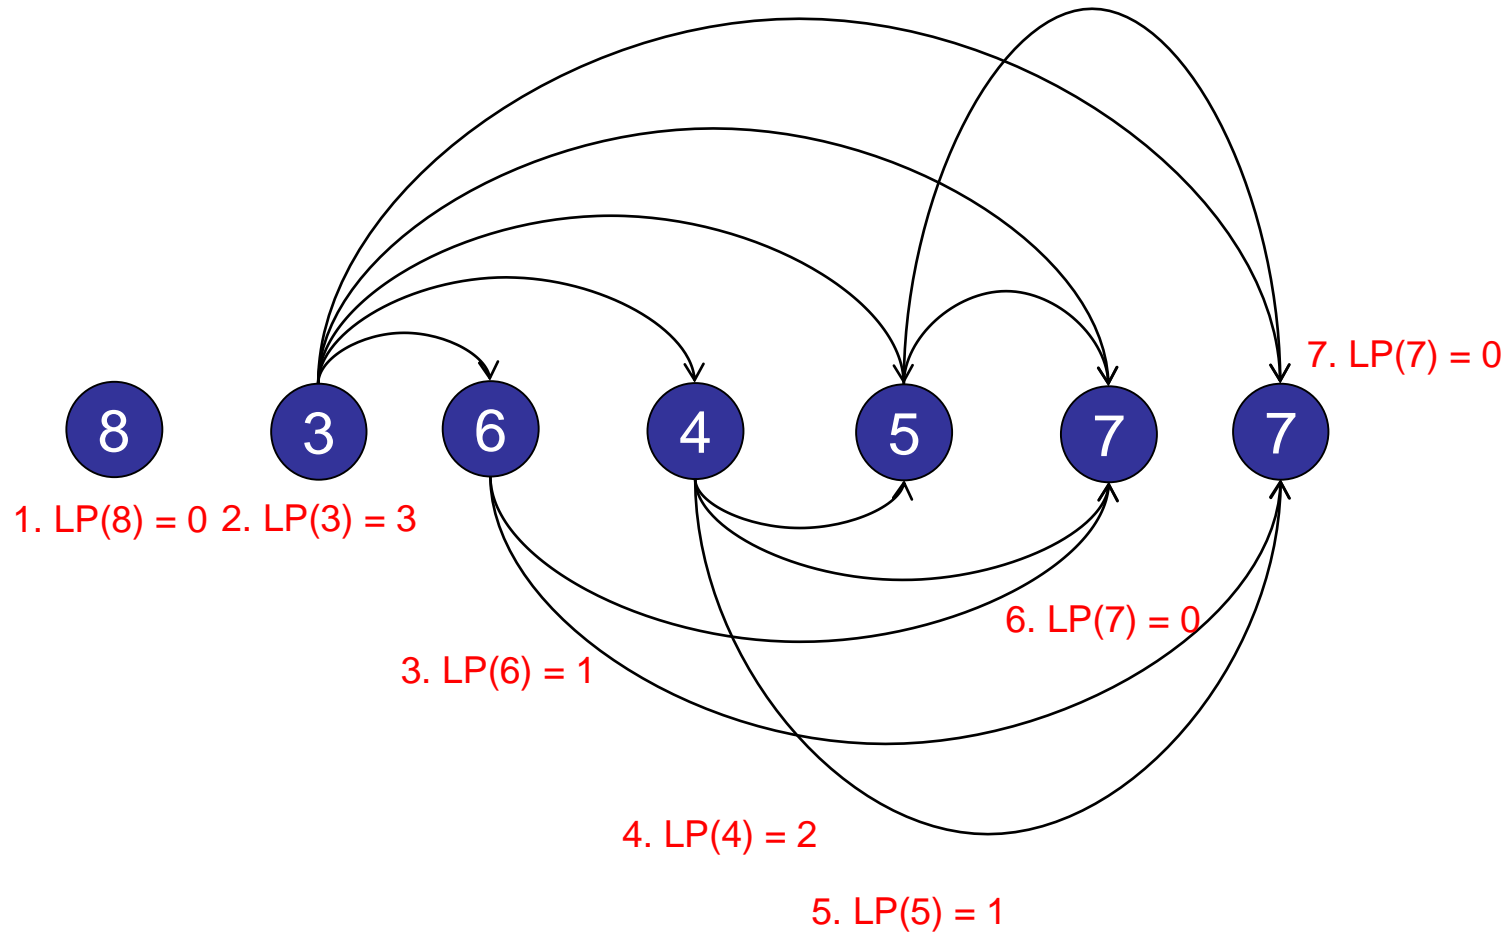 7. LP(7) = 0
8 3 6 4 5 7 7
1. LP(8) = 0 2. LP(3) = 3
6. LP(7) = 0
3. LP(6) = 1
4. LP(4) = 2
5. LP(5) = 1